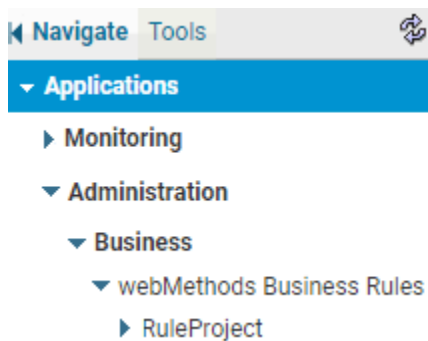 Navigate Tools
Applications
Monitoring
Administration
Business
webMethods Business Rules
RuleProject